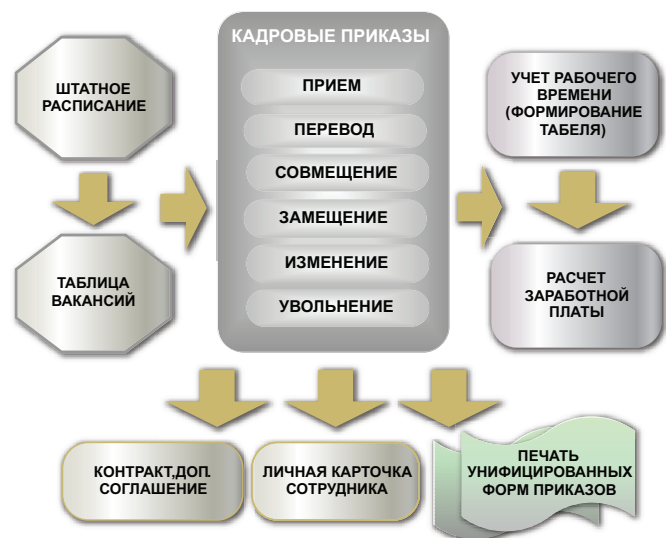 ШТАТНОЕ
РАСПИСАНИЕ
ТАБЛИЦА
ВАКАНСИЙ
КАДРОВЫЕ ПРИКАЗЫ
ПРИЕМ
ПЕРЕВОД
СОВМЕЩЕНИЕ
ЗАМЕЩЕНИЕ
ИЗМЕНЕНИЕ
УВОЛЬНЕНИЕ
УЧЕТ РАБОЧЕГО
ВРЕМЕНИ
(ФОРМИРОВАНИЕ
ТАБЕЛЯ)
РАСЧЕТ
ЗАРАБОТНОЙ
ПЛАТЫ
КОНТРАКТ,ДОП.
СОГЛАШЕНИЕ
ЛИЧНАЯ КАРТОЧКА
СОТРУДНИКА
ПЕЧАТЬ
УНИФИЦИРОВАННЫХ
ФОРМ ПРИКАЗОВ